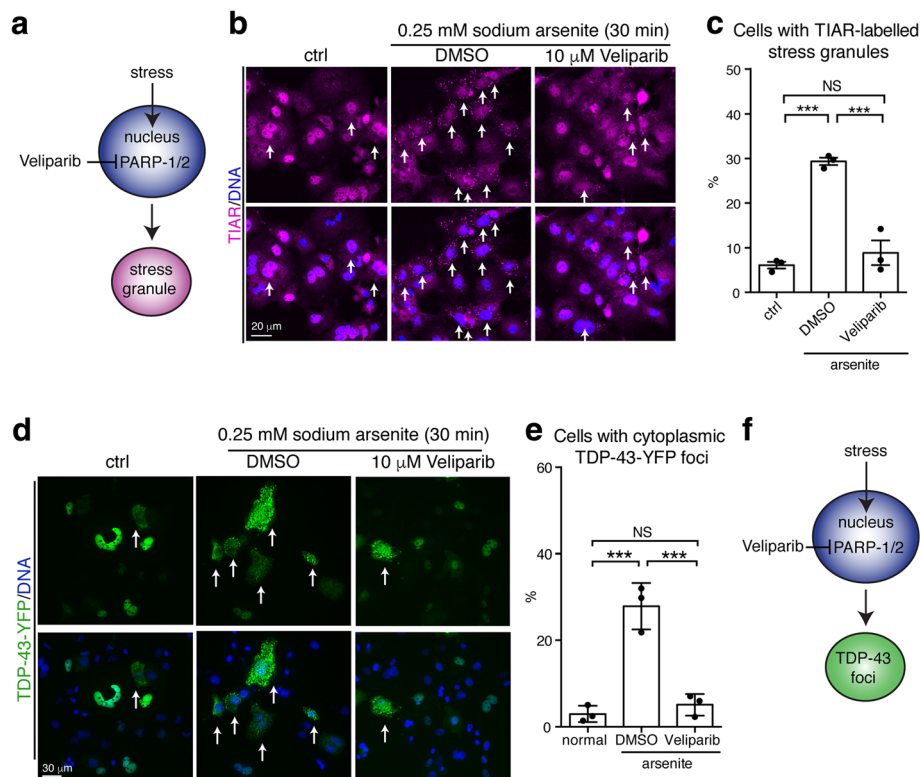 a
stress
nucleus
Veliparib
PARP-1/2
stress
granule
b
0.25 mM sodium arsenite (30 min)
ctrl
DMSO
10 μM Veliparib
TIAR/DNA
20 μm
c
Cells with TIAR-labelled
stress granules
50
40
30
20
10
0
%
NS
***
***
ctrl
DMSO
Veliparib
arsenite
d
0.25 mM sodium arsenite (30 min)
ctrl
DMSO
10 μM Veliparib
TDP-43-YFP/DNA
30 μm
e
Cells with cytoplasmic
TDP-43-YFP foci
60
40
20
0
%
NS
***
***
normal
DMSO
Veliparib
arsenite
f
stress
nucleus
Veliparib
PARP-1/2
TDP-43
foci